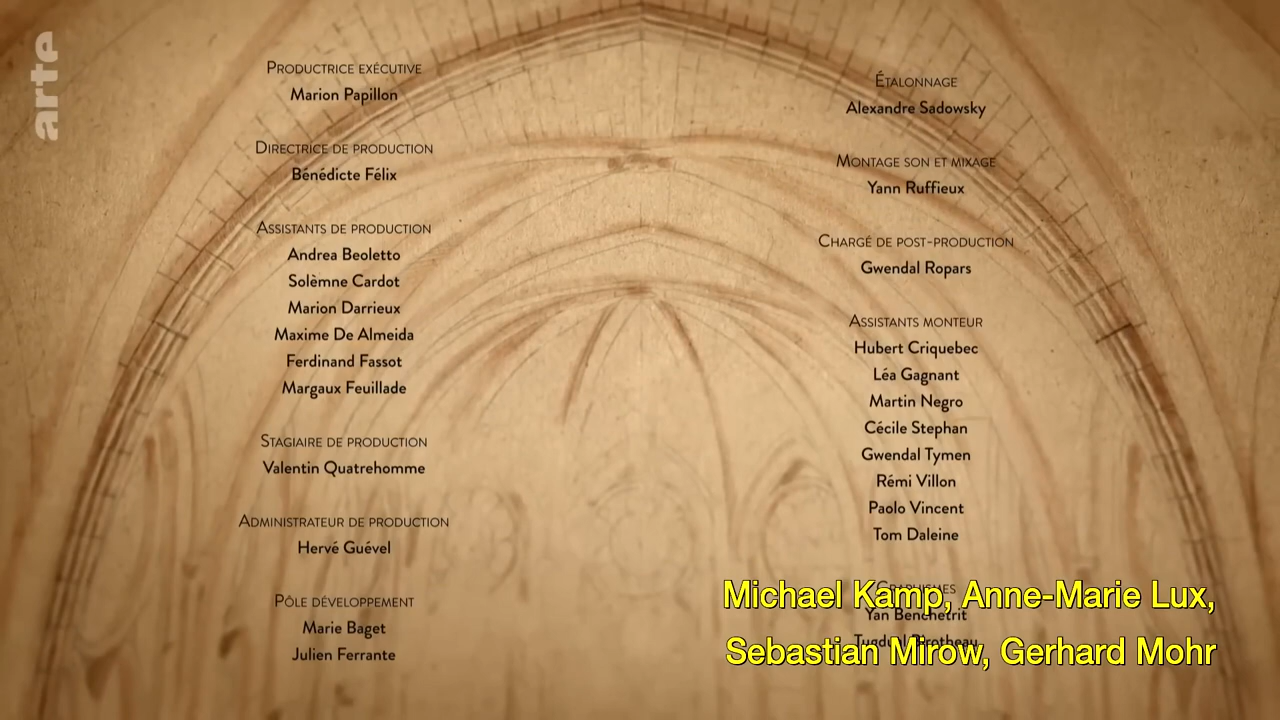 arte
Productrice exécutive
Marion Papillon
Directrice de production
Bénédicte Félix
Assistants de production
Andrea Beoletto
Solèmne Cardot
Marion Darrieux
Maxime De Almeida
Ferdinand Fassot
Margaux Feuillade
Stagiaire de production
Valentin Quatrehomme
Administrateur de production
Hervé Guével
Pôle développement
Marie Baget
Julien Ferrante
Étalonnage
Alexandre Sadowsky
Montage son et mixage
Yann Ruffieux
Chargé de post-production
Gwendal Ropars
Assistants monteur
Hubert Criquebec
Léa Gagnant
Martin Negro
Cécile Stephan
Gwendal Tymen
Rémi Villon
Paolo Vincent
Tom Daleine
Graphismes
Yan Benchetrit
Michael Kamp, Anne-Marie Lux,
Sebastian Mirow, Gerhard Mohr